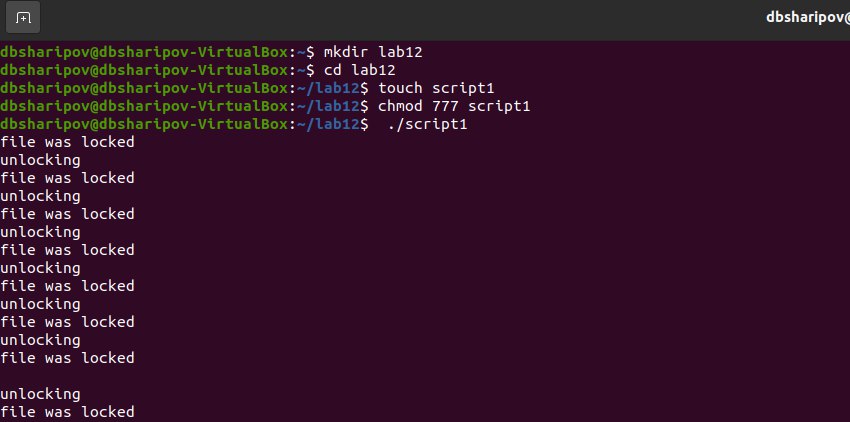 dbsharipov@
dbsharipov@dbsharipov-VirtualBox:~$ mkdir lab12
dbsharipov@dbsharipov-VirtualBox:~$ cd lab12
dbsharipov@dbsharipov-VirtualBox:~/lab12$ touch script1
dbsharipov@dbsharipov-VirtualBox:~/lab12$ chmod 777 script1
dbsharipov@dbsharipov-VirtualBox:~/lab12$  ./script1
file was locked
unlocking
file was locked
unlocking
file was locked
unlocking
file was locked
unlocking
file was locked
unlocking
file was locked
unlocking
file was locked

unlocking
file was locked